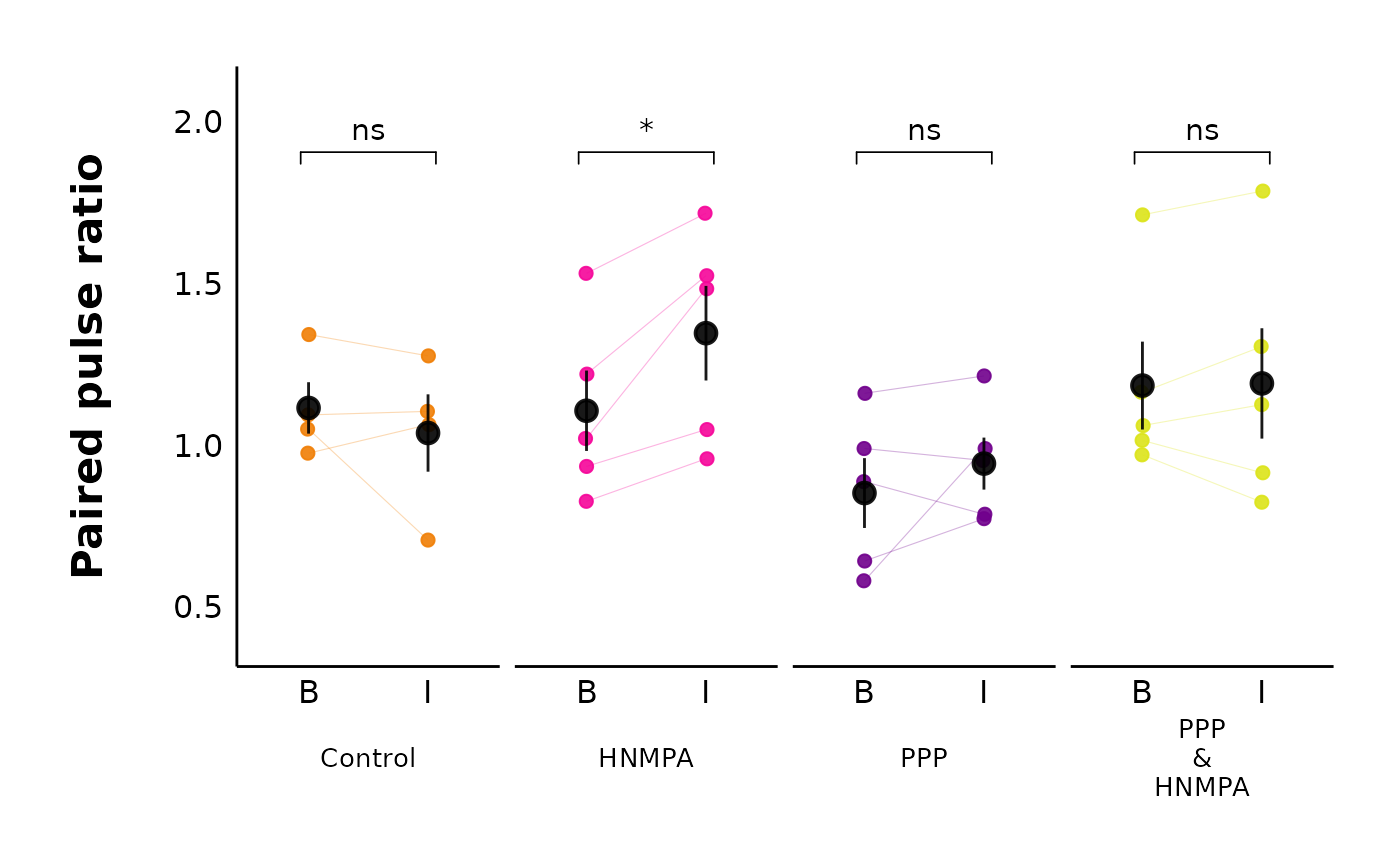 Paired pulse ratio
2.0
1.5
1.0
0.5
ns
*
ns
ns
B I B I B I B I
Control
HNMPA
PPP
PPP
&
HNMPA